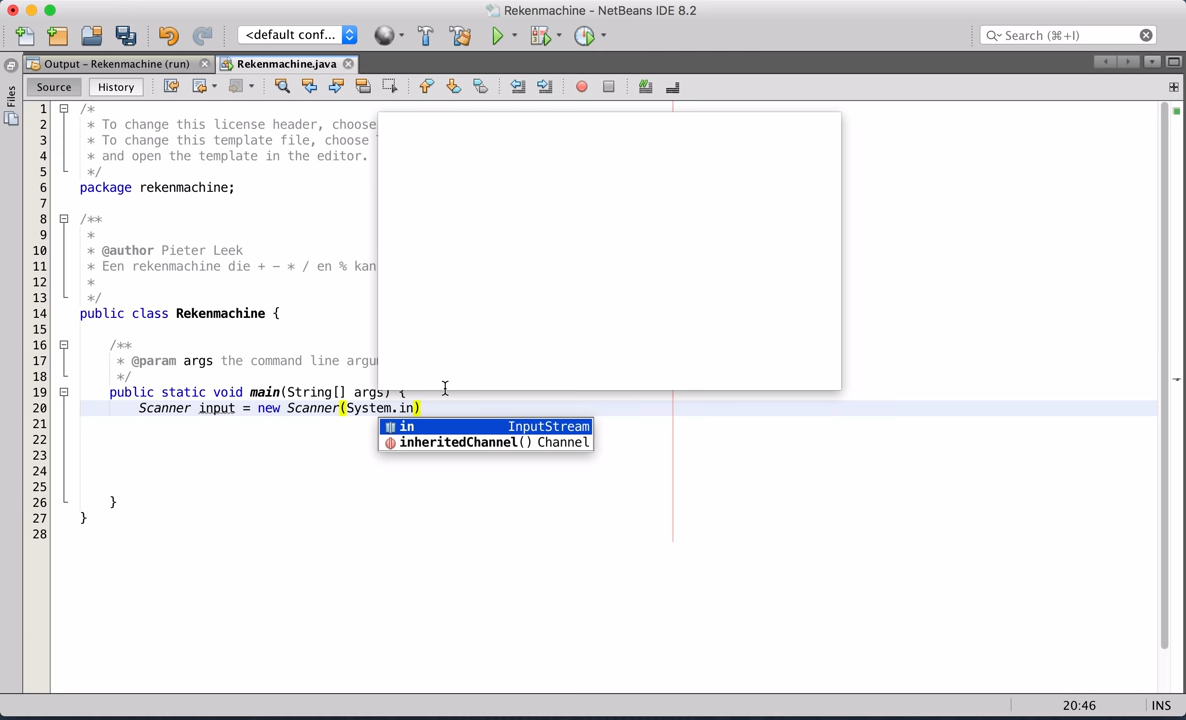 Rekenmachine - NetBeans IDE 8.2
<default conf...
Search (⌘+I)
Output - Rekenmachine (run)
Rekenmachine.java
Files
Source
History
1 /*
2 * To change this license header, choose
3 * To change this template file, choose
4 * and open the template in the editor.
5 */
6 package rekenmachine;
7
8 /**
9 *
10 * @author Pieter Leek
11 * Een rekenmachine die + - * / en % kan
12 *
13 */
14 public class Rekenmachine {
15
16 /**
17 * @param args the command line argu
18 */
19 public static void main(String[] args) {
20 Scanner input = new Scanner(System.in)
in InputStream
inheritedChannel() Channel
21
22
23
24
25
26 }
27 }
28
20:46 INS